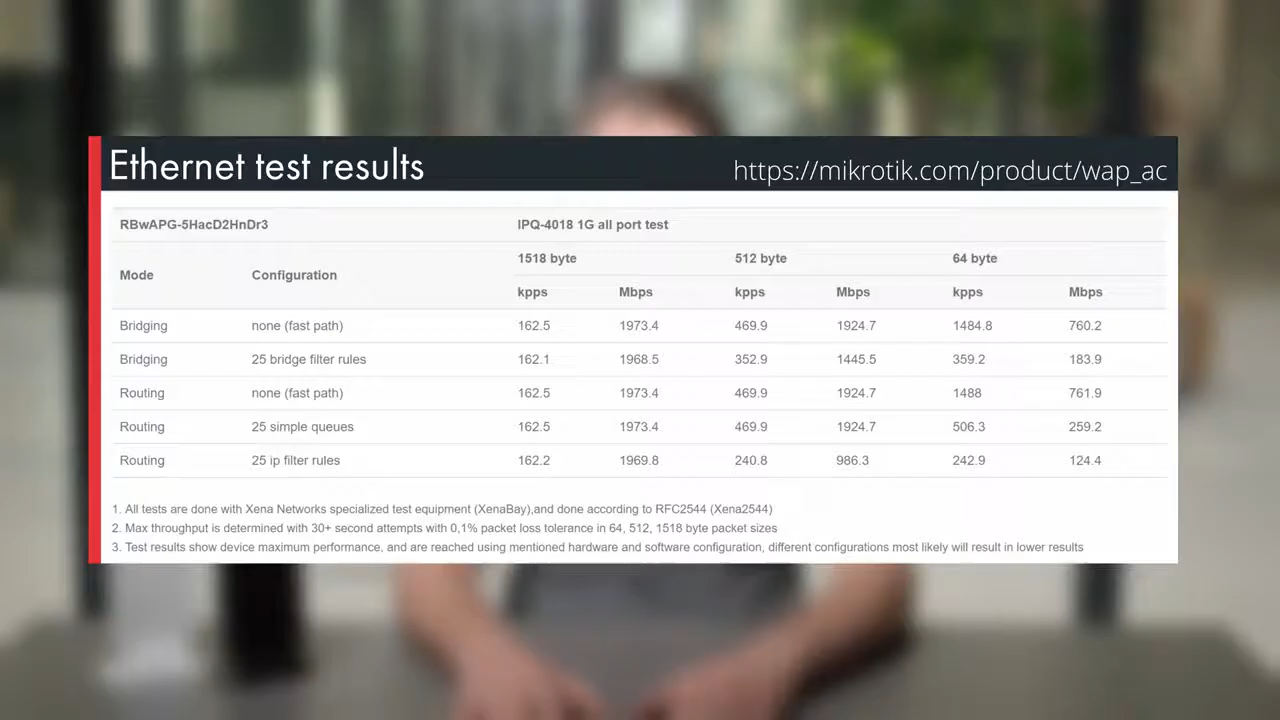 Ethernet test results https://mikrotik.com/product/wap_ac
RBwAPG-5HacD2HnDr3 IPQ-4018 1G all port test
1518 byte 512 byte 64 byte
Mode Configuration
kpps Mbps kpps Mbps kpps Mbps
Bridging none (fast path) 162.5 1973.4 469.9 1924.7 1484.8 760.2
Bridging 25 bridge filter rules 162.1 1968.5 352.9 1445.5 359.2 183.9
Routing none (fast path) 162.5 1973.4 469.9 1924.7 1488 761.9
Routing 25 simple queues 162.5 1973.4 469.9 1924.7 506.3 259.2
Routing 25 ip filter rules 162.2 1969.8 240.8 986.3 242.9 124.4
1. All tests are done with Xena Networks specialized test equipment (XenaBay),and done according to RFC2544 (Xena2544)
2. Max throughput is determined with 30+ second attempts with 0,1% packet loss tolerance in 64, 512, 1518 byte packet sizes
3. Test results show device maximum performance, and are reached using mentioned hardware and software configuration, different configurations most likely will result in lower results